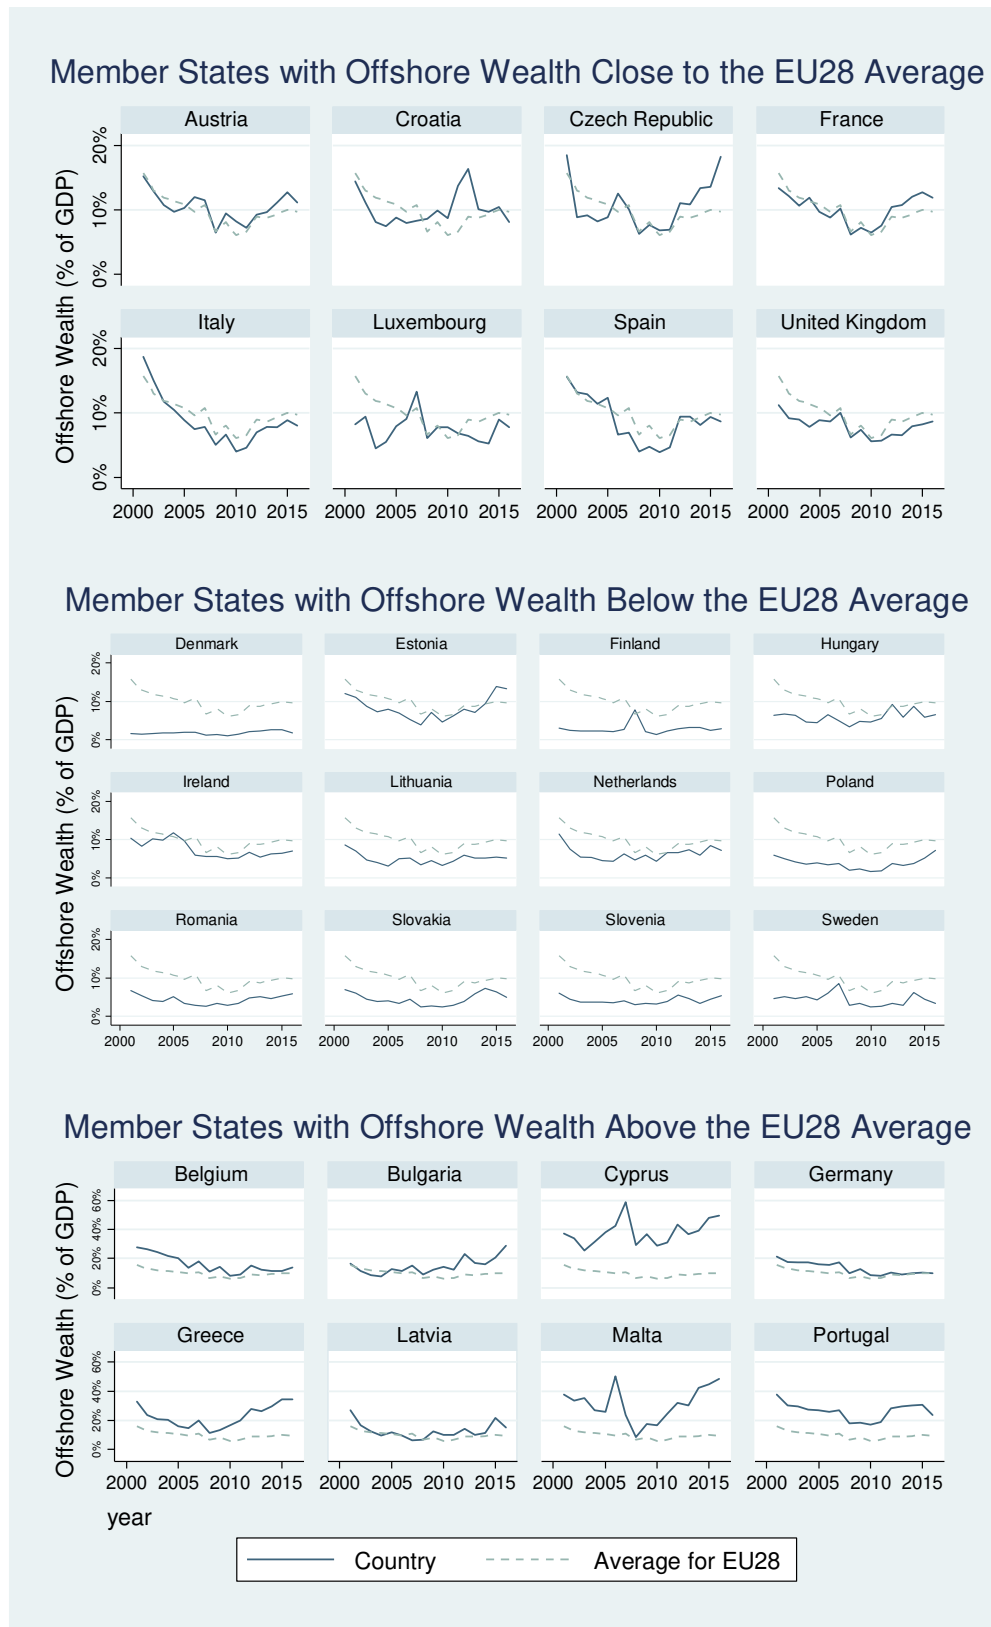 Member States with Offshore Wealth Close to the EU28 Average
Offshore Wealth (% of GDP)
Austria Croatia Czech Republic France
20%
10%
0%
Italy Luxembourg Spain United Kingdom
20%
10%
0%
2000 2005 2010 2015 2000 2005 2010 2015 2000 2005 2010 2015 2000 2005 2010 2015
Member States with Offshore Wealth Below the EU28 Average
Offshore Wealth (% of GDP)
Denmark Estonia Finland Hungary
20%
10%
0%
Ireland Lithuania Netherlands Poland
20%
10%
0%
Romania Slovakia Slovenia Sweden
20%
10%
0%
2000 2005 2010 2015 2000 2005 2010 2015 2000 2005 2010 2015 2000 2005 2010 2015
Member States with Offshore Wealth Above the EU28 Average
Offshore Wealth (% of GDP)
Belgium Bulgaria Cyprus Germany
60%
40%
20%
0%
Greece Latvia Malta Portugal
60%
40%
20%
0%
2000 2005 2010 2015 2000 2005 2010 2015 2000 2005 2010 2015 2000 2005 2010 2015
year
Country Average for EU28